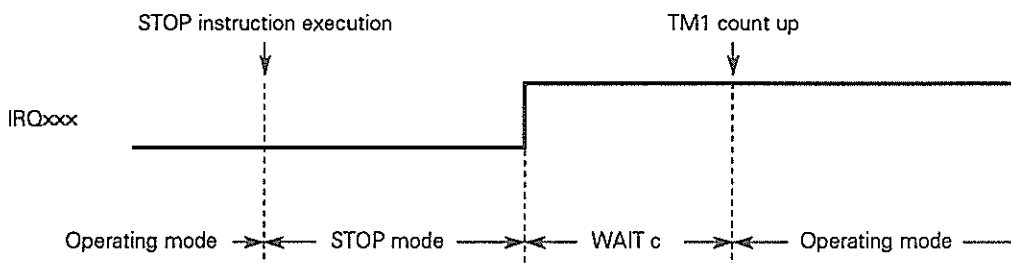 STOP instruction execution TM1 count up
IRQxxx
Operating mode STOP mode WAIT c Operating mode